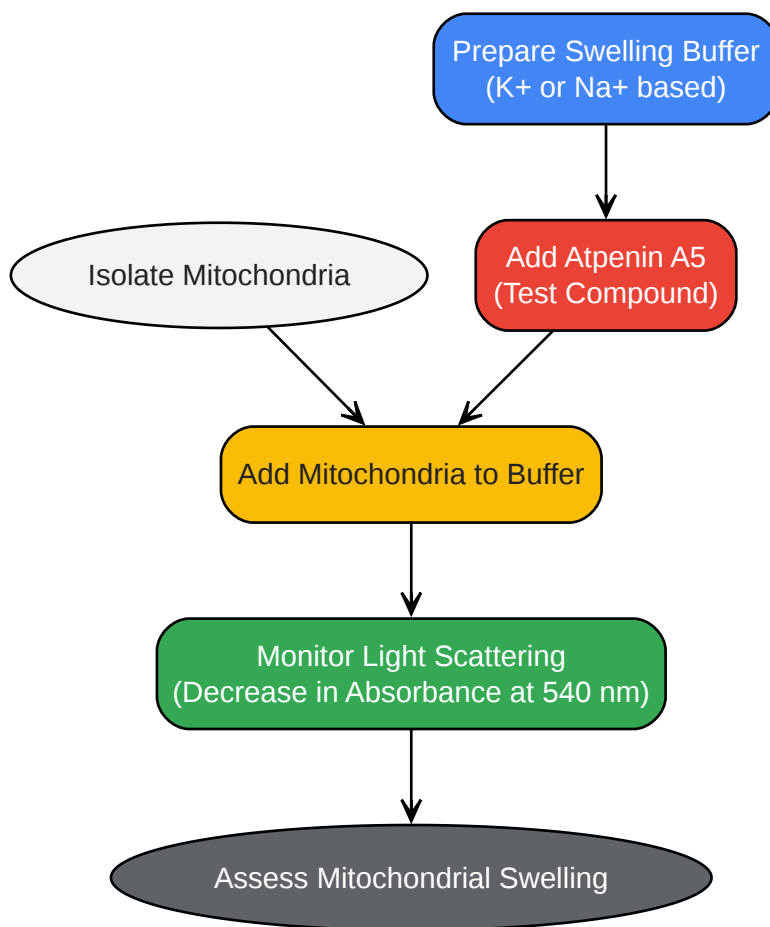 Prepare Swelling Buffer
(K+ or Na+ based)
Isolate Mitochondria
Add Atpenin A5
(Test Compound)
Add Mitochondria to Buffer
Monitor Light Scattering
(Decrease in Absorbance at 540 nm)
Assess Mitochondrial Swelling